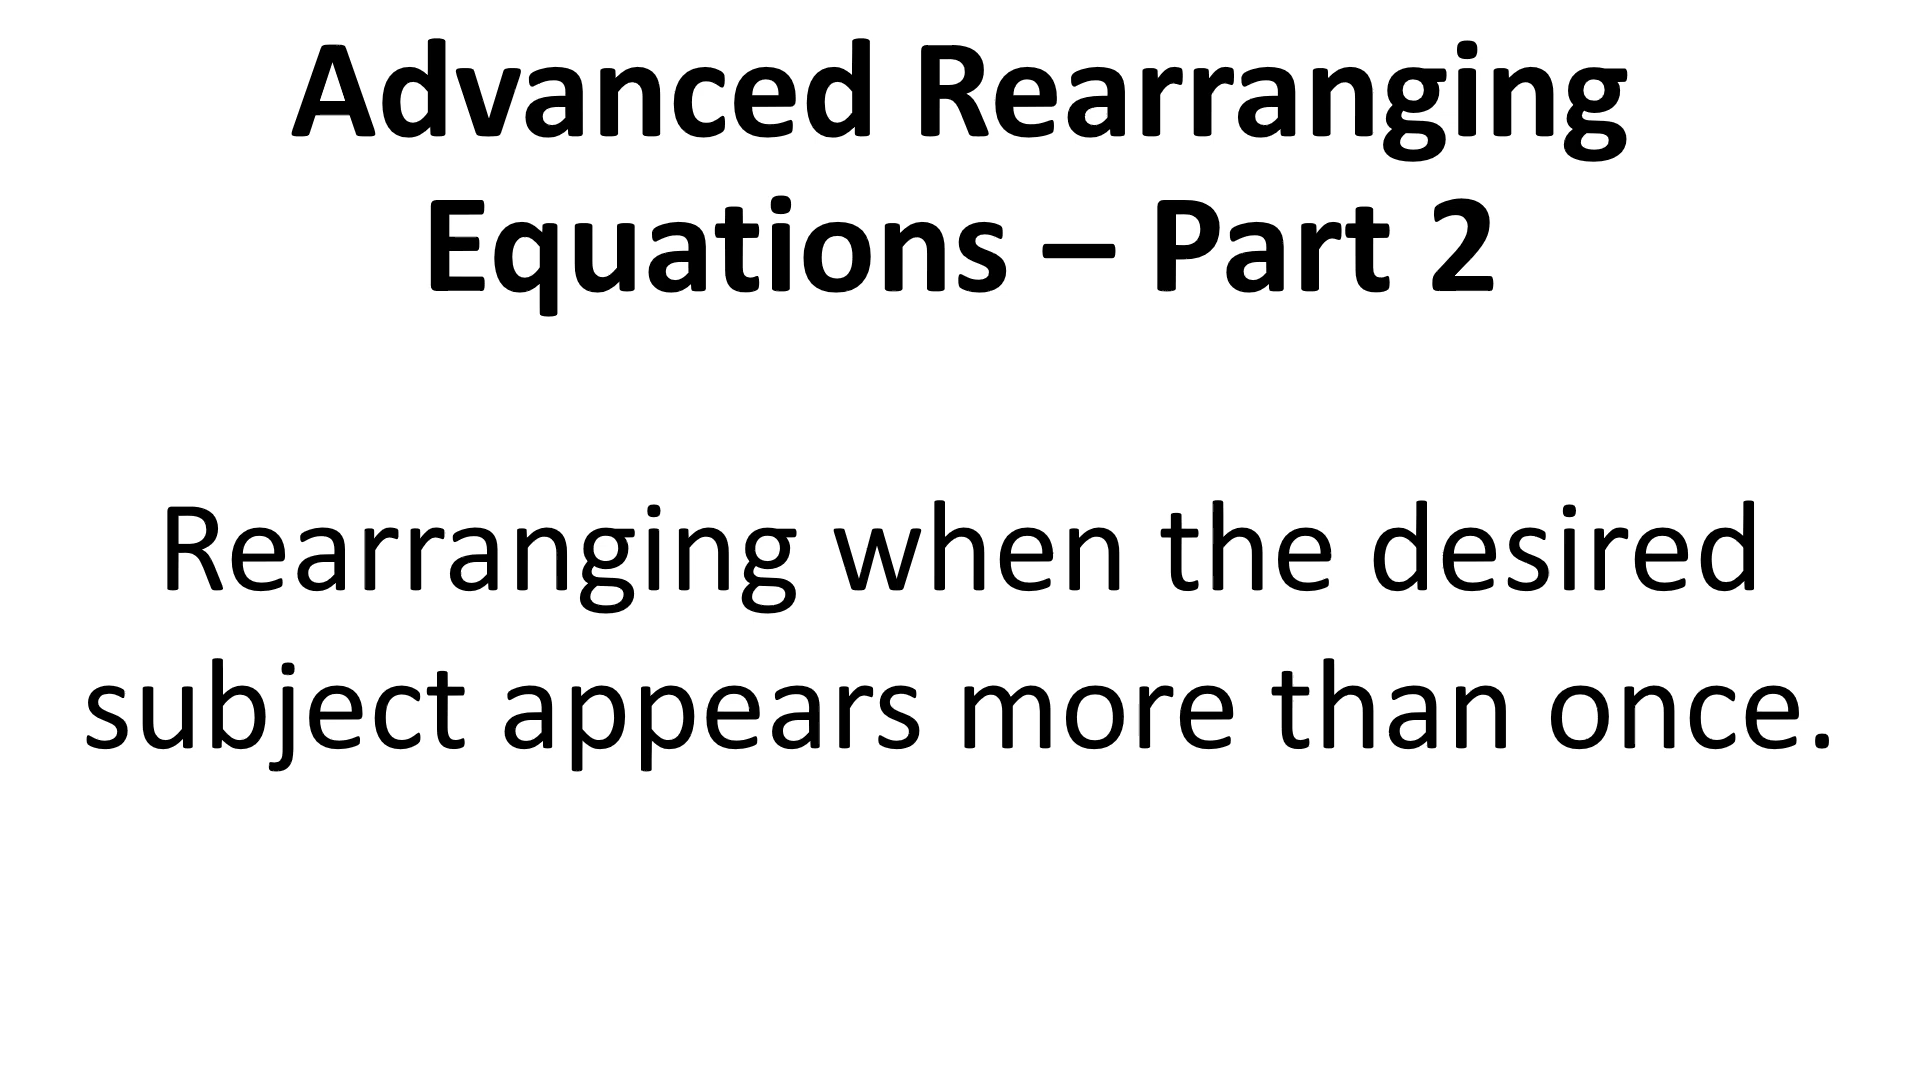 Advanced Rearranging
Equations – Part 2
Rearranging when the desired
subject appears more than once.